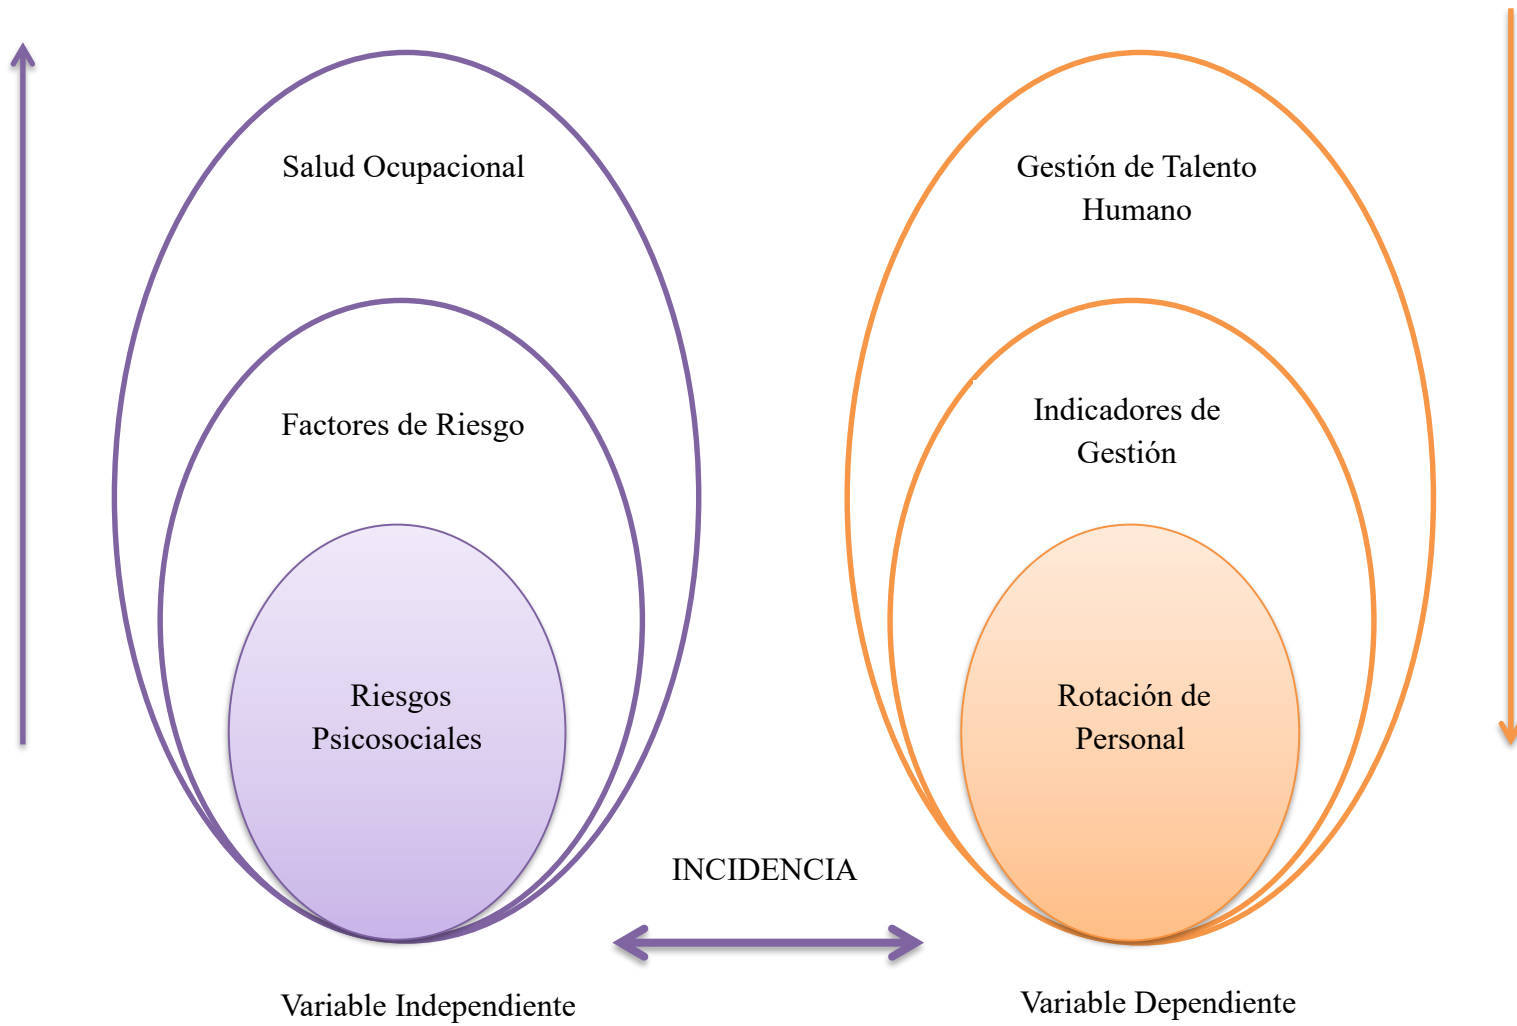 Salud Ocupacional
Gestión de Talento
Humano
Factores de Riesgo
Indicadores de
Gestión
Riesgos
Psicosociales
Rotación de
Personal
INCIDENCIA
Variable Independiente
Variable Dependiente